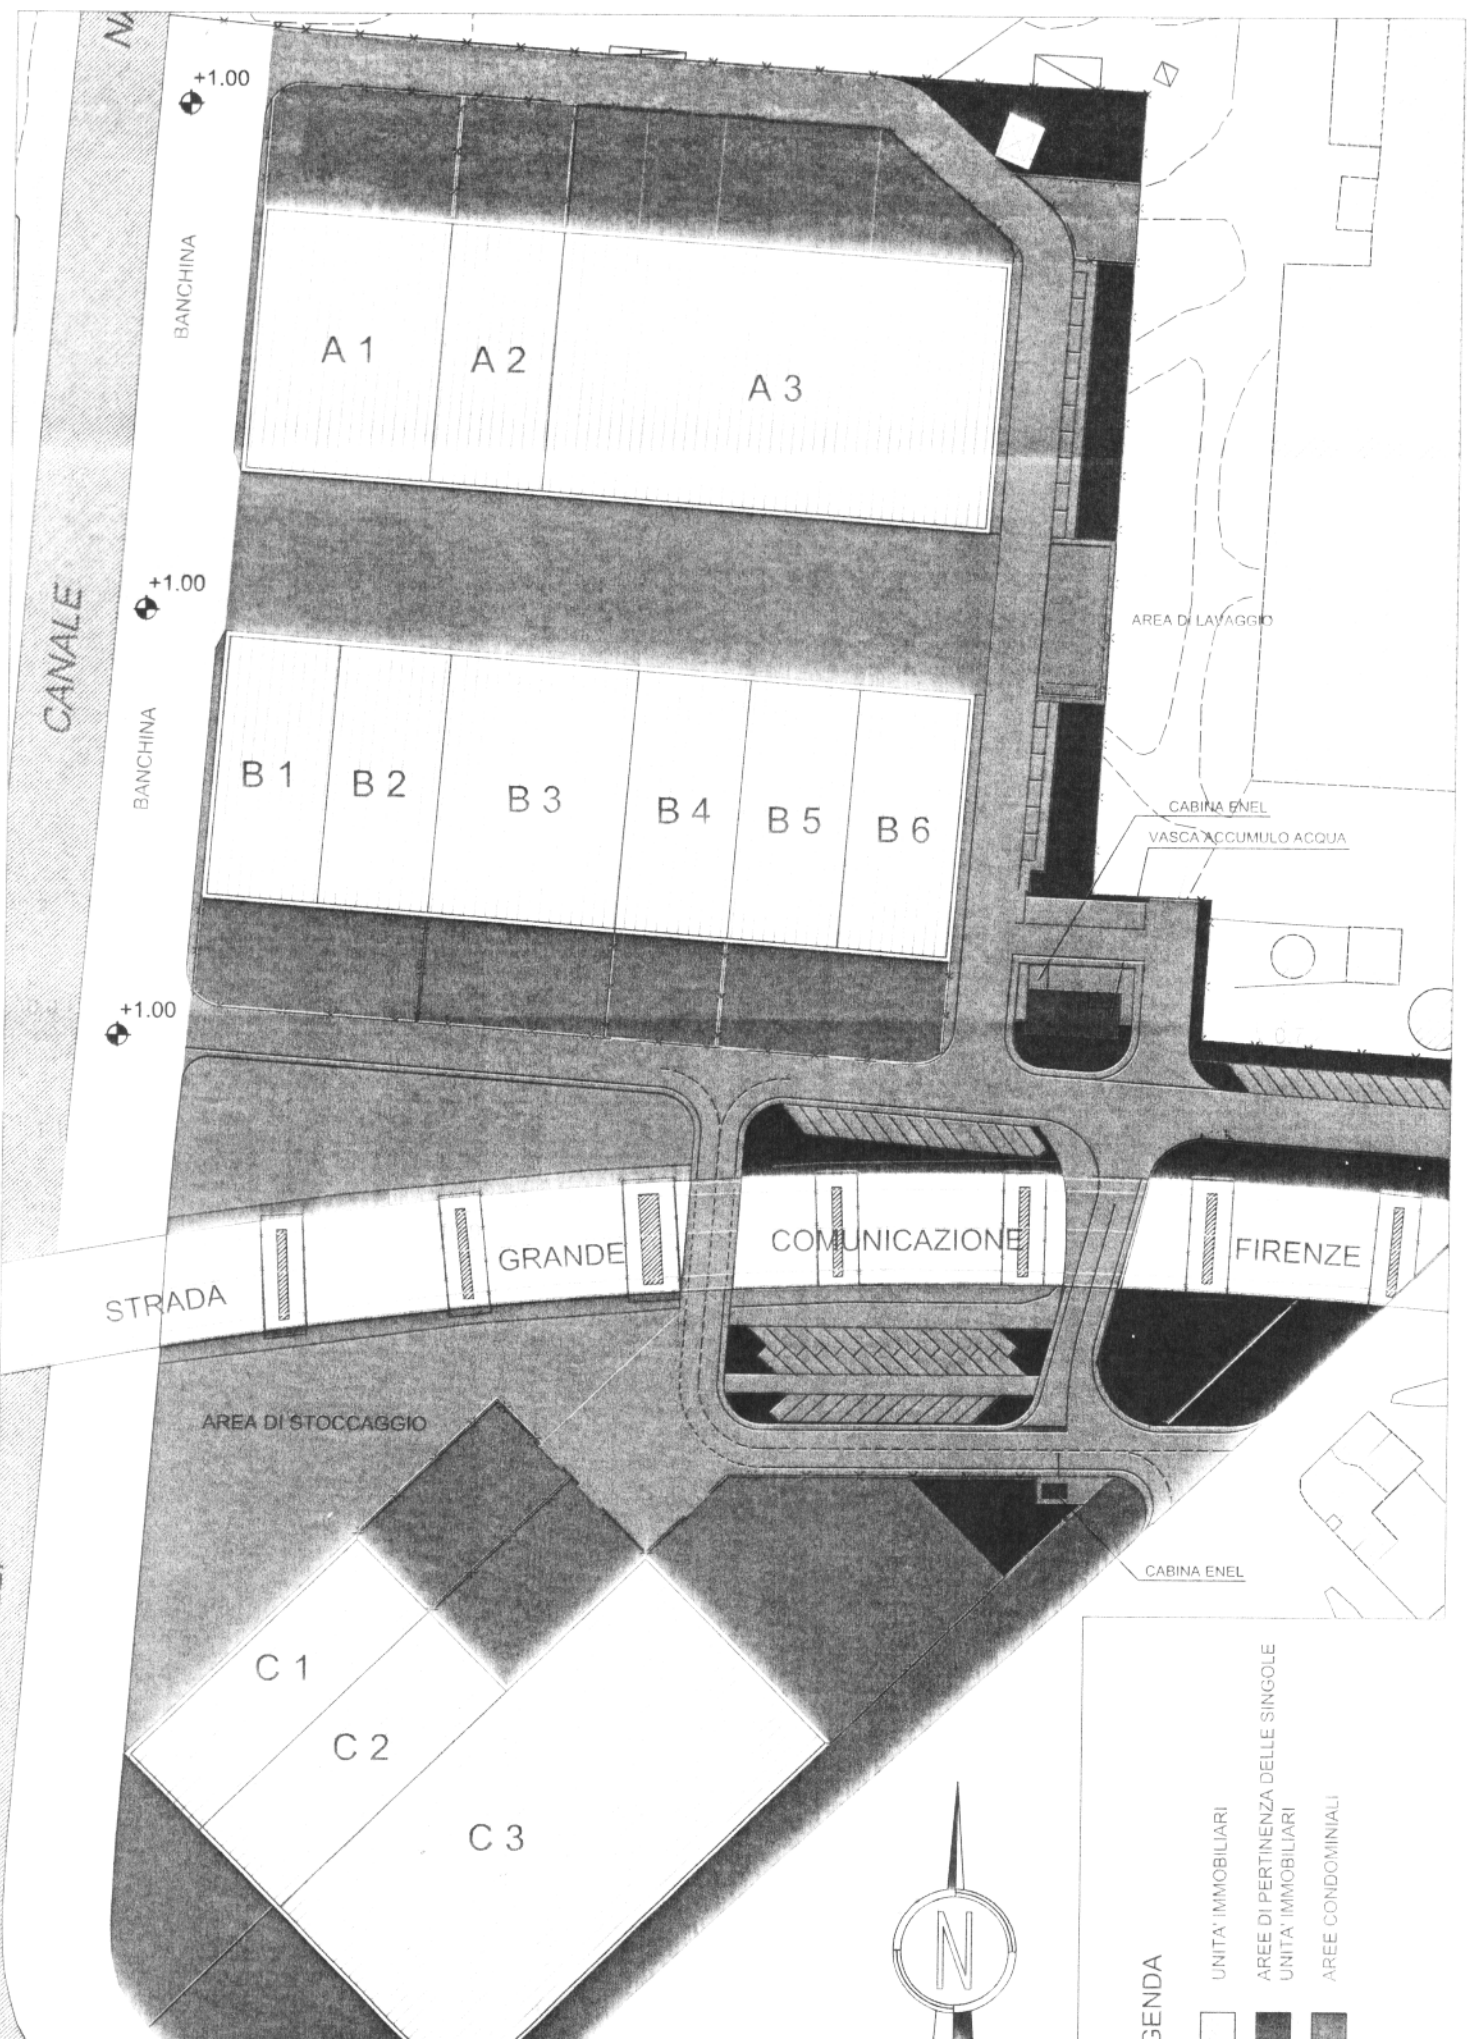 NA
+1.00
BANCHINA
A 1
A 2
A 3
+1.00
CANALE
AREA DI LAVAGGIO
BANCHINA
B 1
B 2
B 3
B 4
B 5
B 6
CABINA ENEL
VASCA ACCUMULO ACQUA
+1.00
STRADA GRANDE COMUNICAZIONE FIRENZE
AREA DI STOCCAGGIO
CABINA ENEL
C 1
C 2
C 3
N
GENDA
UNITA' IMMOBILIARI
AREE DI PERTINENZA DELLE SINGOLE
UNITA' IMMOBILIARI
AREE CONDOMINIALI